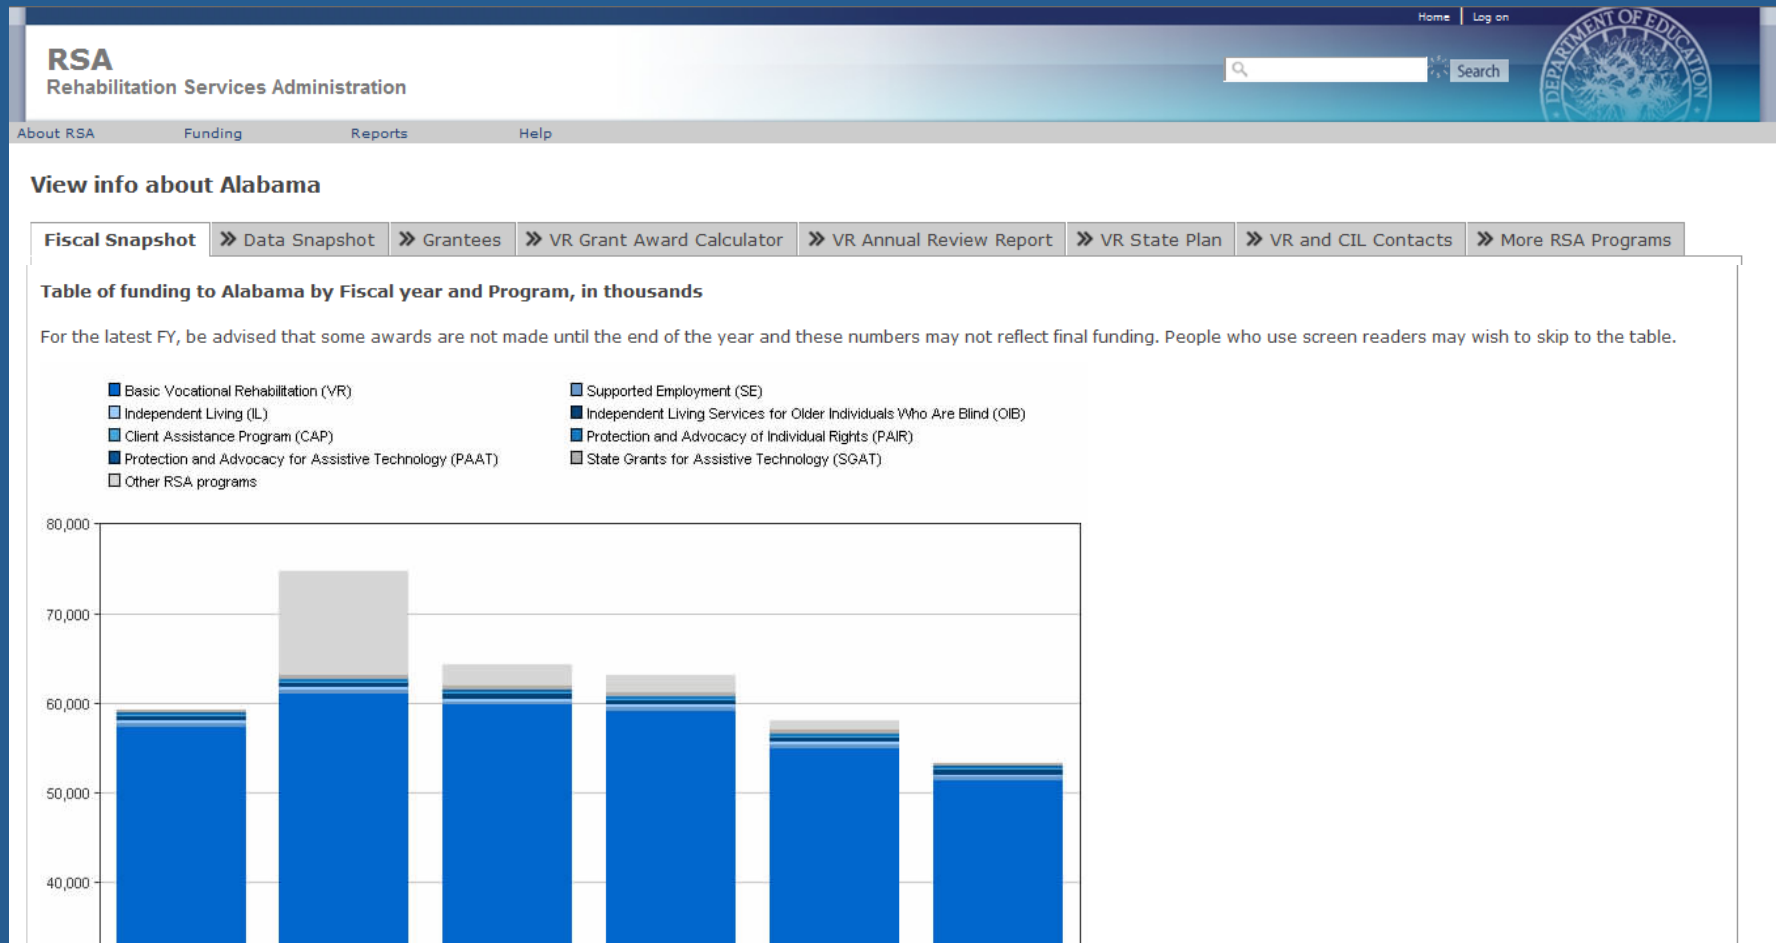 Home Log on
RSA
Rehabilitation Services Administration
Search
DEPARTMENT OF EDUCATION
About RSA Funding Reports Help
View info about Alabama
Fiscal Snapshot » Data Snapshot » Grantees » VR Grant Award Calculator » VR Annual Review Report » VR State Plan » VR and CIL Contacts » More RSA Programs
Table of funding to Alabama by Fiscal year and Program, in thousands
For the latest FY, be advised that some awards are not made until the end of the year and these numbers may not reflect final funding. People who use screen readers may wish to skip to the table.
Basic Vocational Rehabilitation (VR) Supported Employment (SE)
Independent Living (IL) Independent Living Services for Older Individuals Who Are Blind (OIB)
Client Assistance Program (CAP) Protection and Advocacy of Individual Rights (PAIR)
Protection and Advocacy for Assistive Technology (PAAT) State Grants for Assistive Technology (SGAT)
Other RSA programs
80,000
70,000
60,000
50,000
40,000